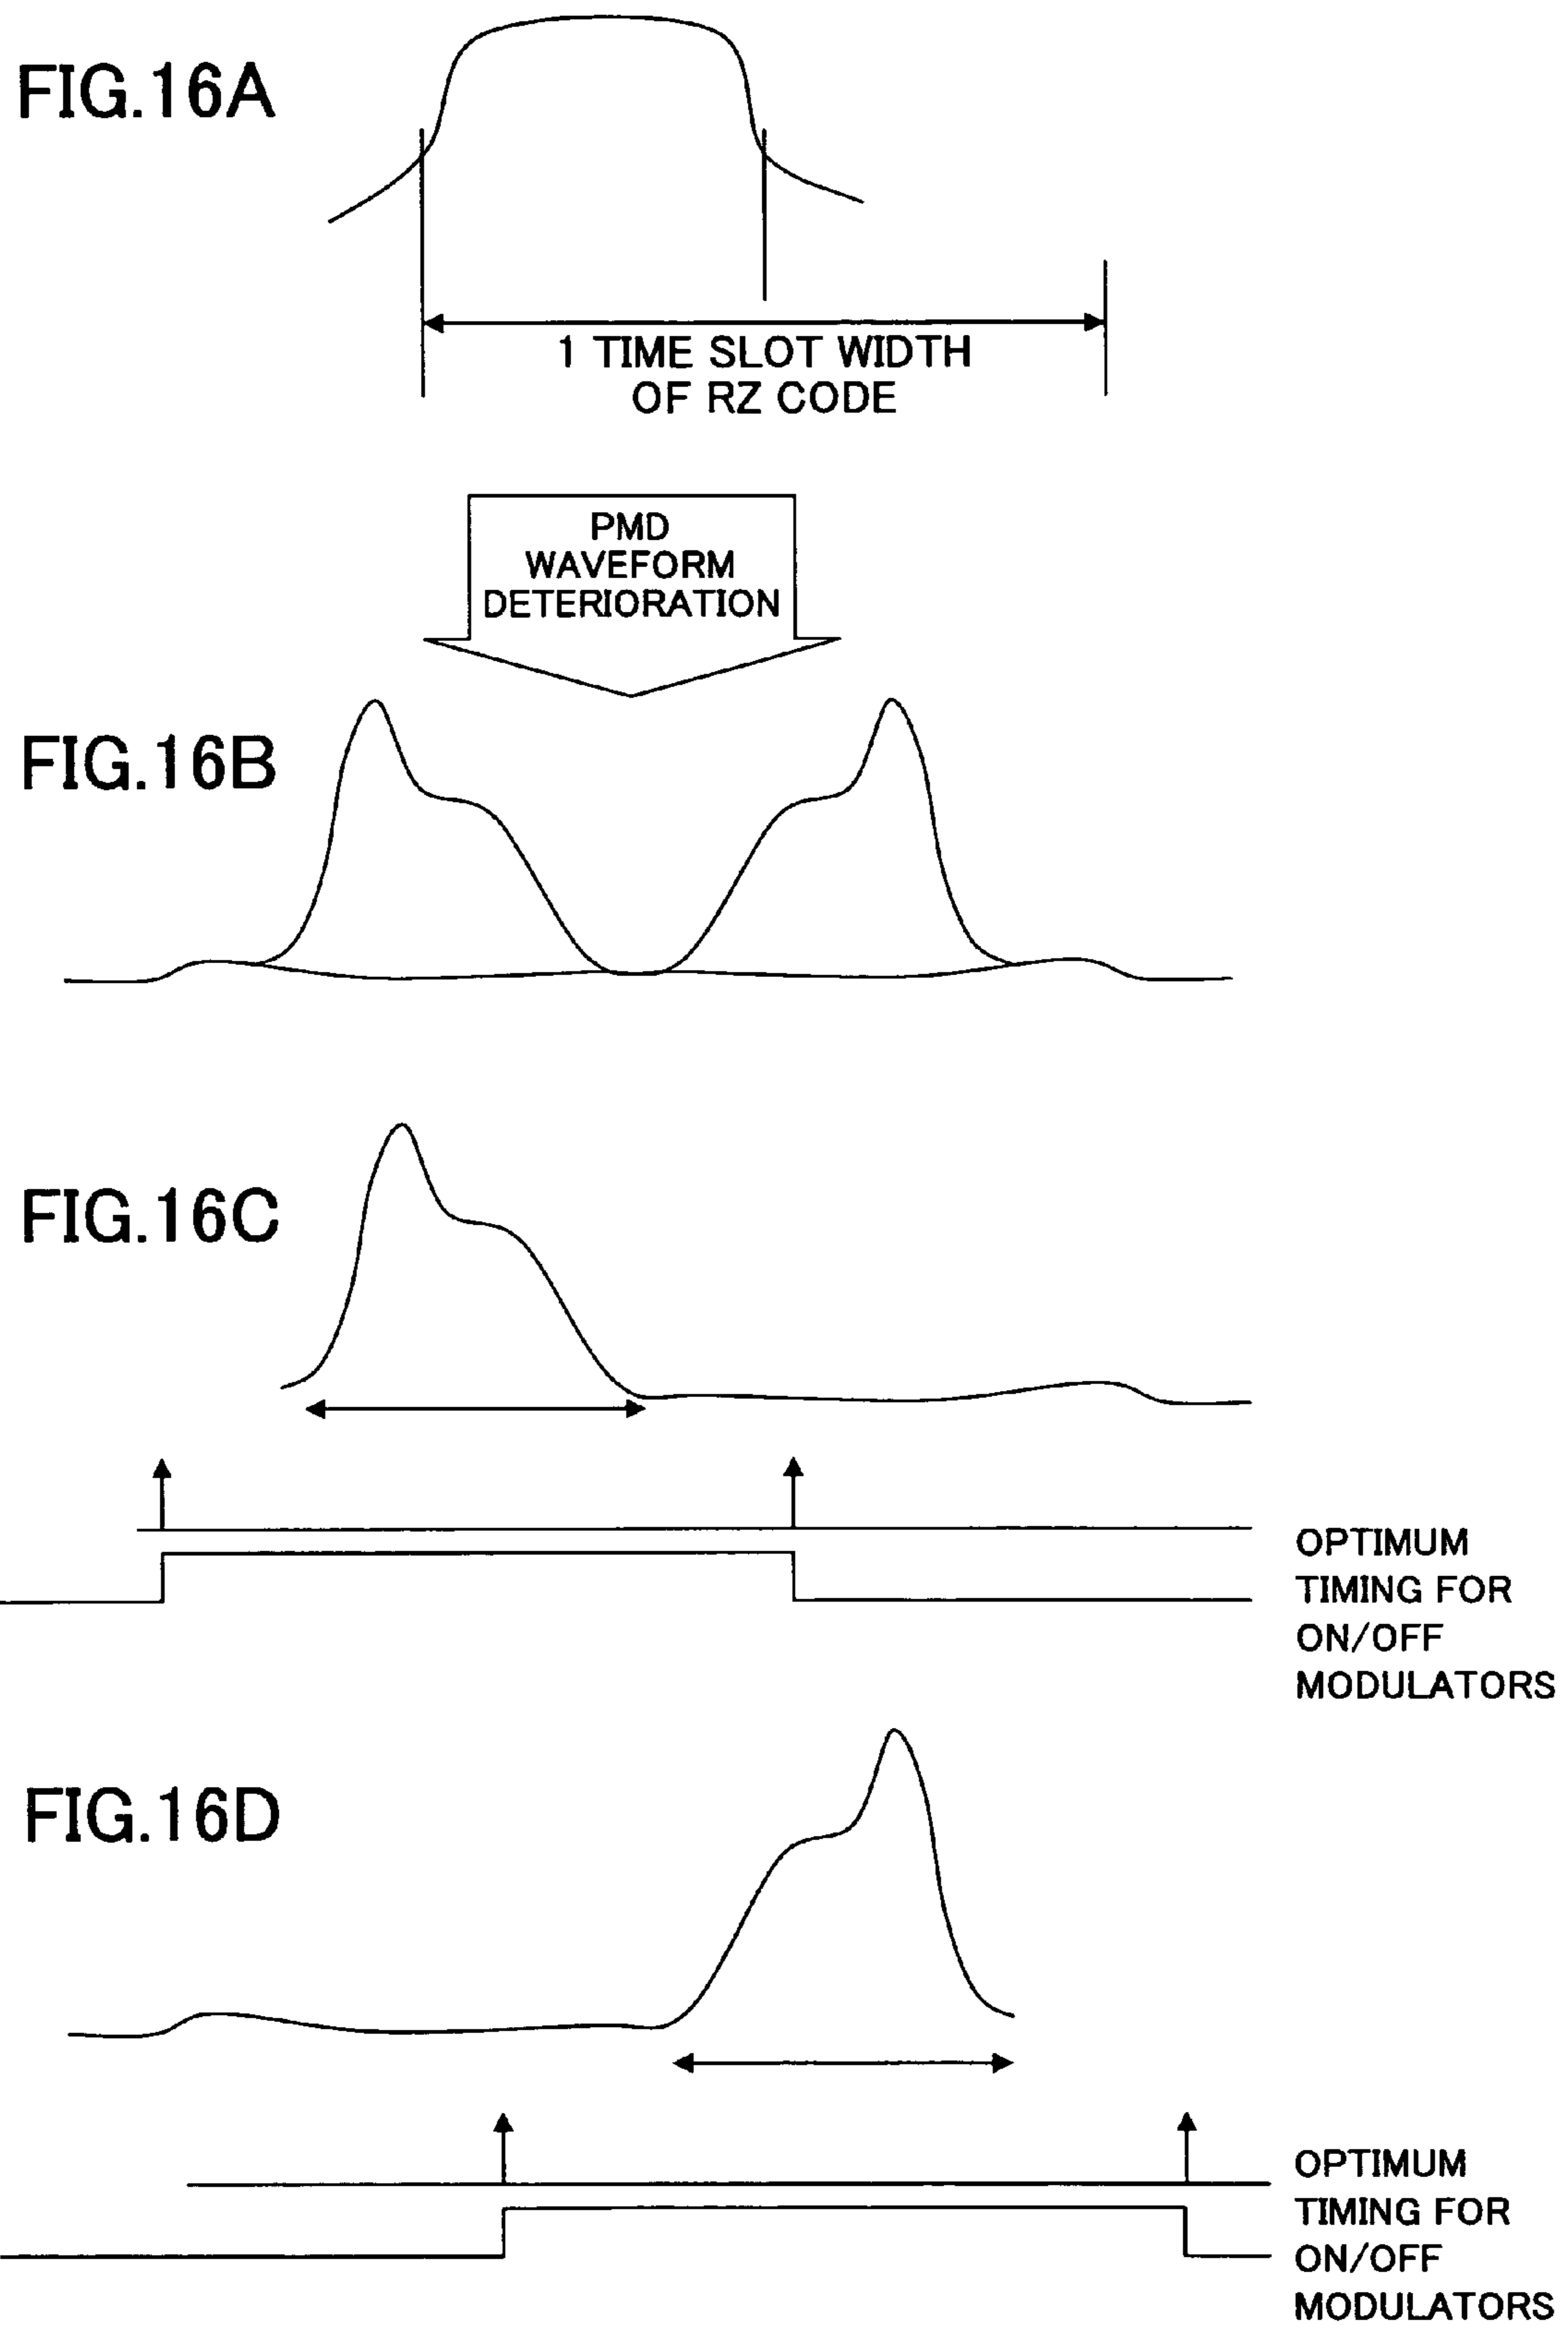 FIG.16A
1 TIME SLOT WIDTH
OF RZ CODE
PMD
WAVEFORM
DETERIORATION
FIG.16B
FIG.16C
OPTIMUM
TIMING FOR
ON/OFF
MODULATORS
FIG.16D
OPTIMUM
TIMING FOR
ON/OFF
MODULATORS